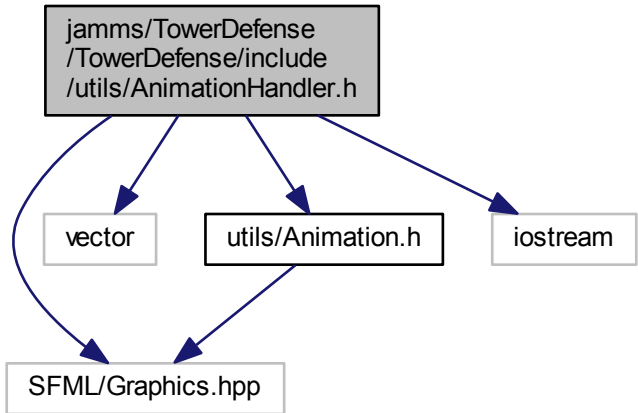 jamms/TowerDefense
/TowerDefense/include
/utils/AnimationHandler.h
vector
utils/Animation.h
iostream
SFML/Graphics.hpp